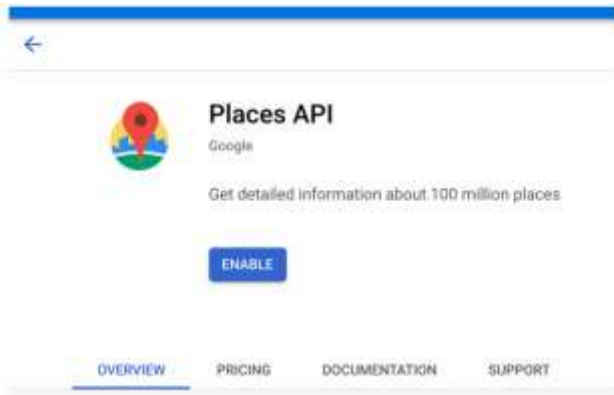 Places API
Google
Get detailed information about 100 million places
ENABLE
OVERVIEW PRICING DOCUMENTATION SUPPORT